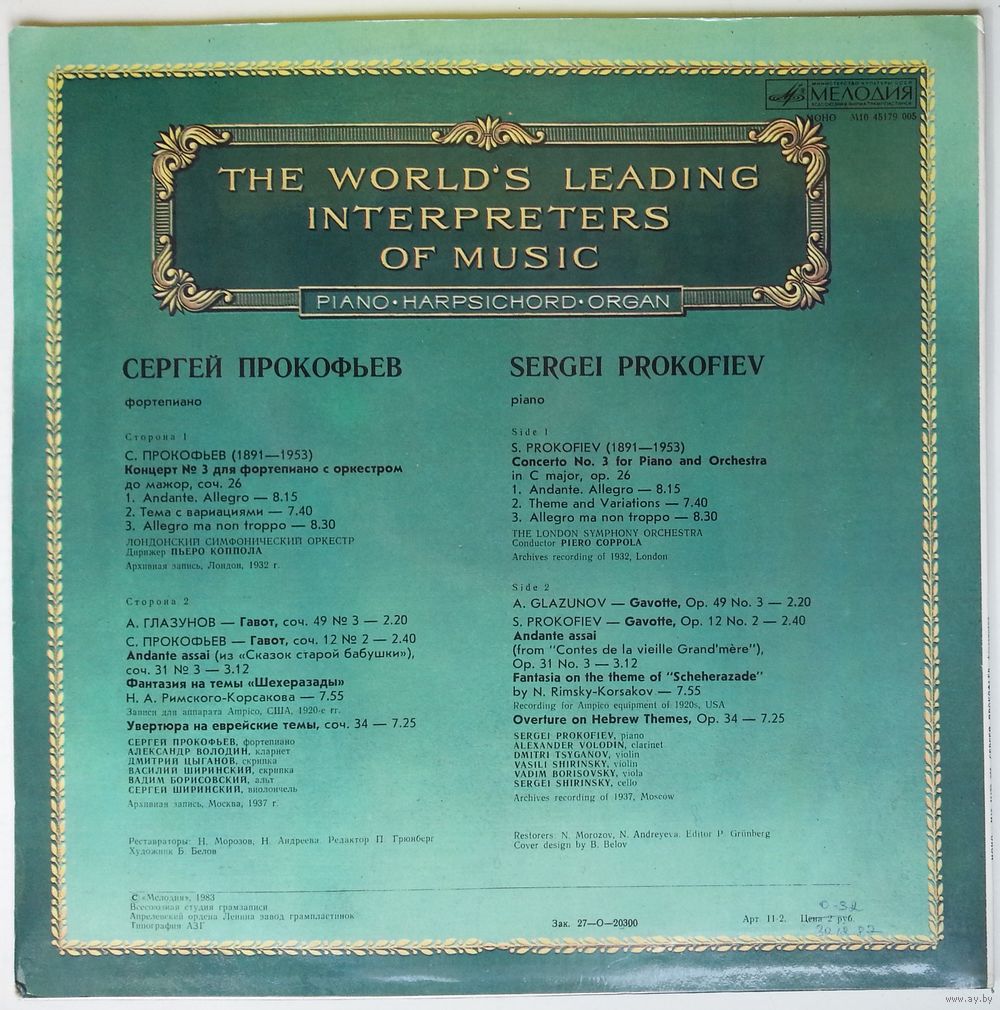 МИНИСТЕРСТВО КУЛЬТУРЫ СССР
МЕЛОДИЯ
ВСЕСОЮЗНАЯ ФИРМА ГРАМПЛАСТИНОК
МОНО М10 45179 005
THE WORLD'S LEADING
INTERPRETERS
OF MUSIC
PIANO·HARPSICHORD·ORGAN
СЕРГЕЙ ПРОКОФЬЕВ
фортепиано
Сторона 1
С. ПРОКОФЬЕВ (1891—1953)
Концерт № 3 для фортепиано с оркестром
до мажор, соч. 26
1. Andante. Allegro — 8.15
2. Тема с вариациями — 7.40
3. Allegro ma non troppo — 8.30
ЛОНДОНСКИЙ СИМФОНИЧЕСКИЙ ОРКЕСТР
Дирижер ПЬЕРО КОППОЛА
Архивная запись, Лондон, 1932 г.
Сторона 2
А. ГЛАЗУНОВ — Гавот, соч. 49 № 3 — 2.20
С. ПРОКОФЬЕВ — Гавот, соч. 12 № 2 — 2.40
Andante assai (из «Сказок старой бабушки»),
соч. 31 № 3 — 3.12
Фантазия на темы «Шехеразады»
Н. А. Римского-Корсакова — 7.55
Записи для аппарата Ampico, США, 1920-е гг.
Увертюра на еврейские темы, соч. 34 — 7.25
СЕРГЕЙ ПРОКОФЬЕВ, фортепиано
АЛЕКСАНДР ВОЛОДИН, кларнет
ДМИТРИЙ ЦЫГАНОВ, скрипка
ВАСИЛИЙ ШИРИНСКИЙ, скрипка
ВАДИМ БОРИСОВСКИЙ, альт
СЕРГЕЙ ШИРИНСКИЙ, виолончель
Архивная запись, Москва, 1937 г.
Реставраторы: Н. Морозов, Н. Андреева. Редактор П. Грюнберг
Художник Б. Белов
SERGEI PROKOFIEV
piano
Side 1
S. PROKOFIEV (1891—1953)
Concerto No. 3 for Piano and Orchestra
in C major, op. 26
1. Andante. Allegro — 8.15
2. Theme and Variations — 7.40
3. Allegro ma non troppo — 8.30
THE LONDON SYMPHONY ORCHESTRA
Conductor PIERO COPPOLA
Archives recording of 1932, London
Side 2
A. GLAZUNOV — Gavotte, Op. 49 No. 3 — 2.20
S. PROKOFIEV — Gavotte, Op. 12 No. 2 — 2.40
Andante assai
(from "Contes de la vieille Grand'mère"),
Op. 31 No. 3 — 3.12
Fantasia on the theme of "Scheherazade"
by N. Rimsky-Korsakov — 7.55
Recording for Ampico equipment of 1920s, USA
Overture on Hebrew Themes, Op. 34 — 7.25
SERGEI PROKOFIEV, piano
ALEXANDER VOLODIN, clarinet
DMITRI TSYGANOV, violin
VASILI SHIRINSKY, violin
VADIM BORISOVSKY, viola
SERGEI SHIRINSKY, cello
Archives recording of 1937, Moscow
Restorers: N. Morozov, N. Andreyeva. Editor P. Grünberg
Cover design by B. Belov
С «Мелодия», 1983
Всесоюзная студия грамзаписи
Апрелевский ордена Ленина завод грампластинок
Типография АЗГ
Зак. 27—О—20300
Арт 11-2. Цена 2 руб.
www.ay.by